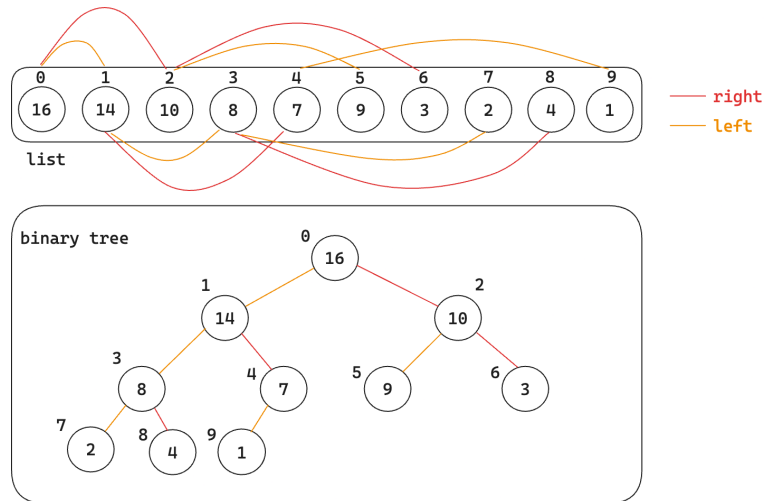 0 1 2 3 4 5 6 7 8 9
16 14 10 8 7 9 3 2 4 1
right
left
list
binary tree
0
16
1 2
14 10
3 4 5 6
8 7 9 3
7 8 9
2 4 1